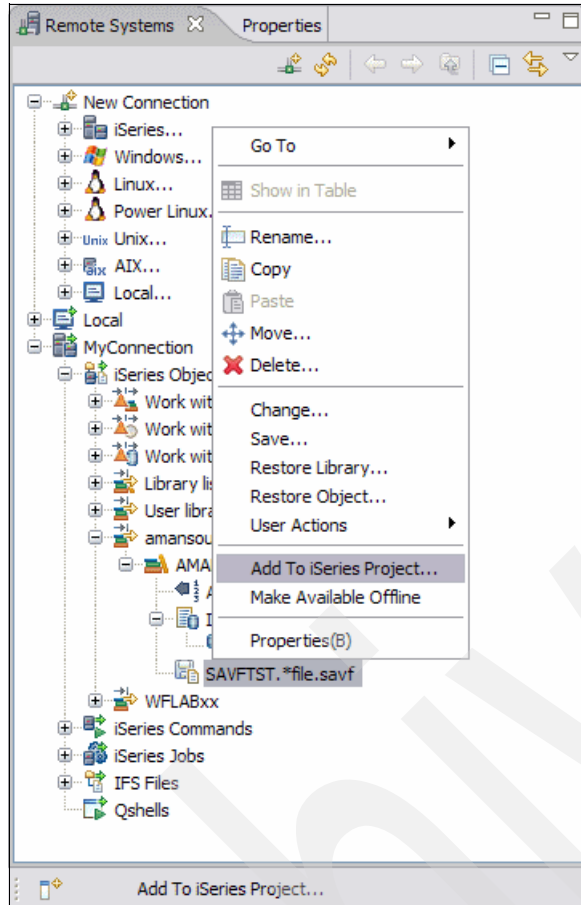 Remote Systems
Properties
New Connection
iSeries...
Windows...
Linux...
Power Linux.
Unix Unix...
aix AIX...
Local...
Local
MyConnection
iSeries Objec
Work wit
Work wit
Work wit
Library lis
User libra
amansou
AMA
SAVFTST.*file.savf
WFLABxx
iSeries Commands
iSeries Jobs
IFS Files
Qshells
Go To
Show in Table
Rename...
Copy
Paste
Move...
Delete...
Change...
Save...
Restore Library...
Restore Object...
User Actions
Add To iSeries Project...
Make Available Offline
Properties(B)
Add To iSeries Project...